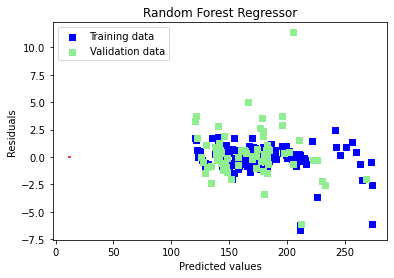 Random Forest Regressor
Training data
Validation data
10.0
7.5
5.0
2.5
0.0
−2.5
−5.0
−7.5
Residuals
0 50 100 150 200 250
Predicted values